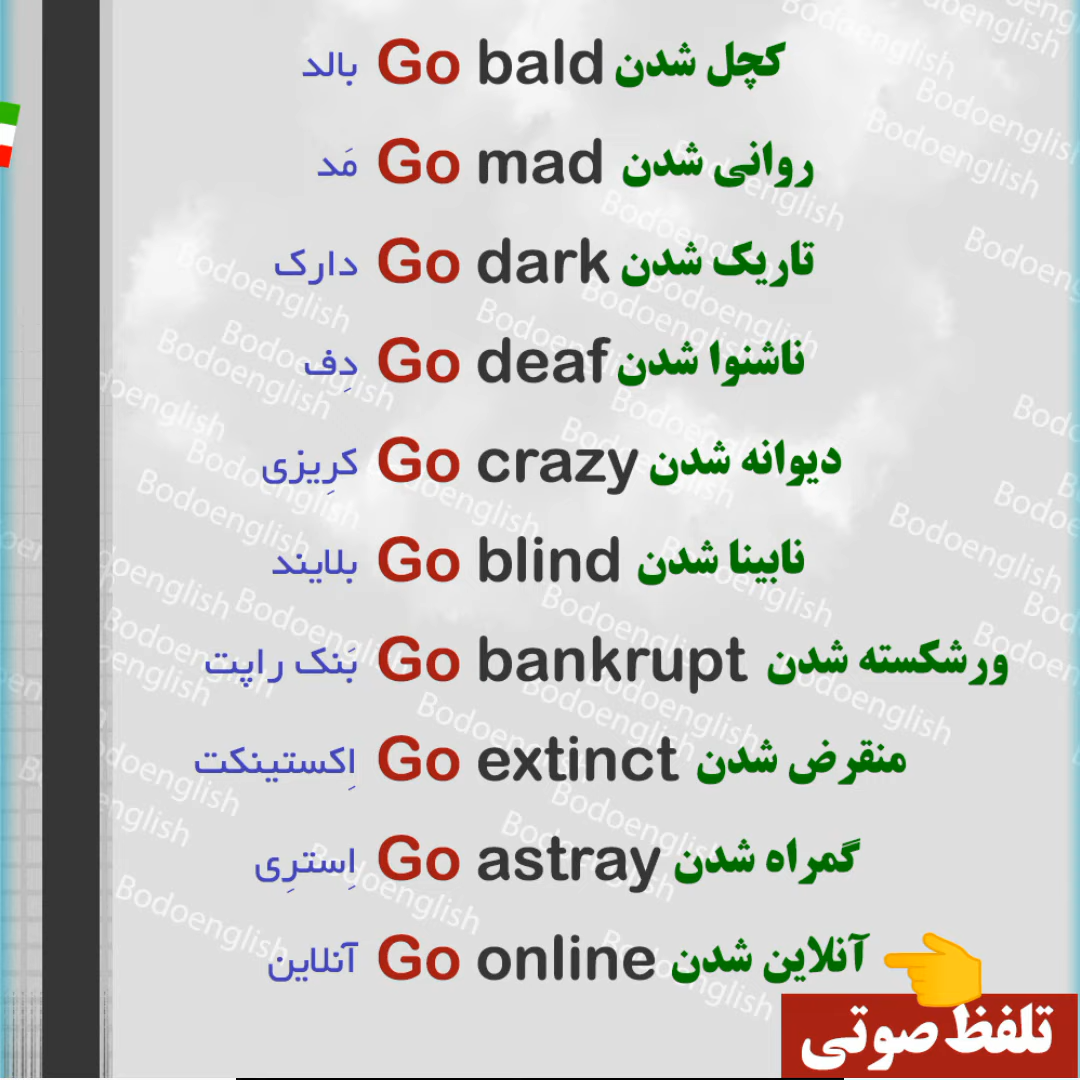 بالد Go bald کچل شدن
مَد Go mad روانی شدن
دارک Go dark تاریک شدن
دِف Go deaf ناشنوا شدن
کرِیزی Go crazy دیوانه شدن
بلایند Go blind نابینا شدن
بَنک راپت Go bankrupt ورشکسته شدن
اِکستینکت Go extinct منقرض شدن
اِسترِی Go astray گمراه شدن
آنلاین Go online آنلاین شدن
تلفظ صوتی
Bodoenglish